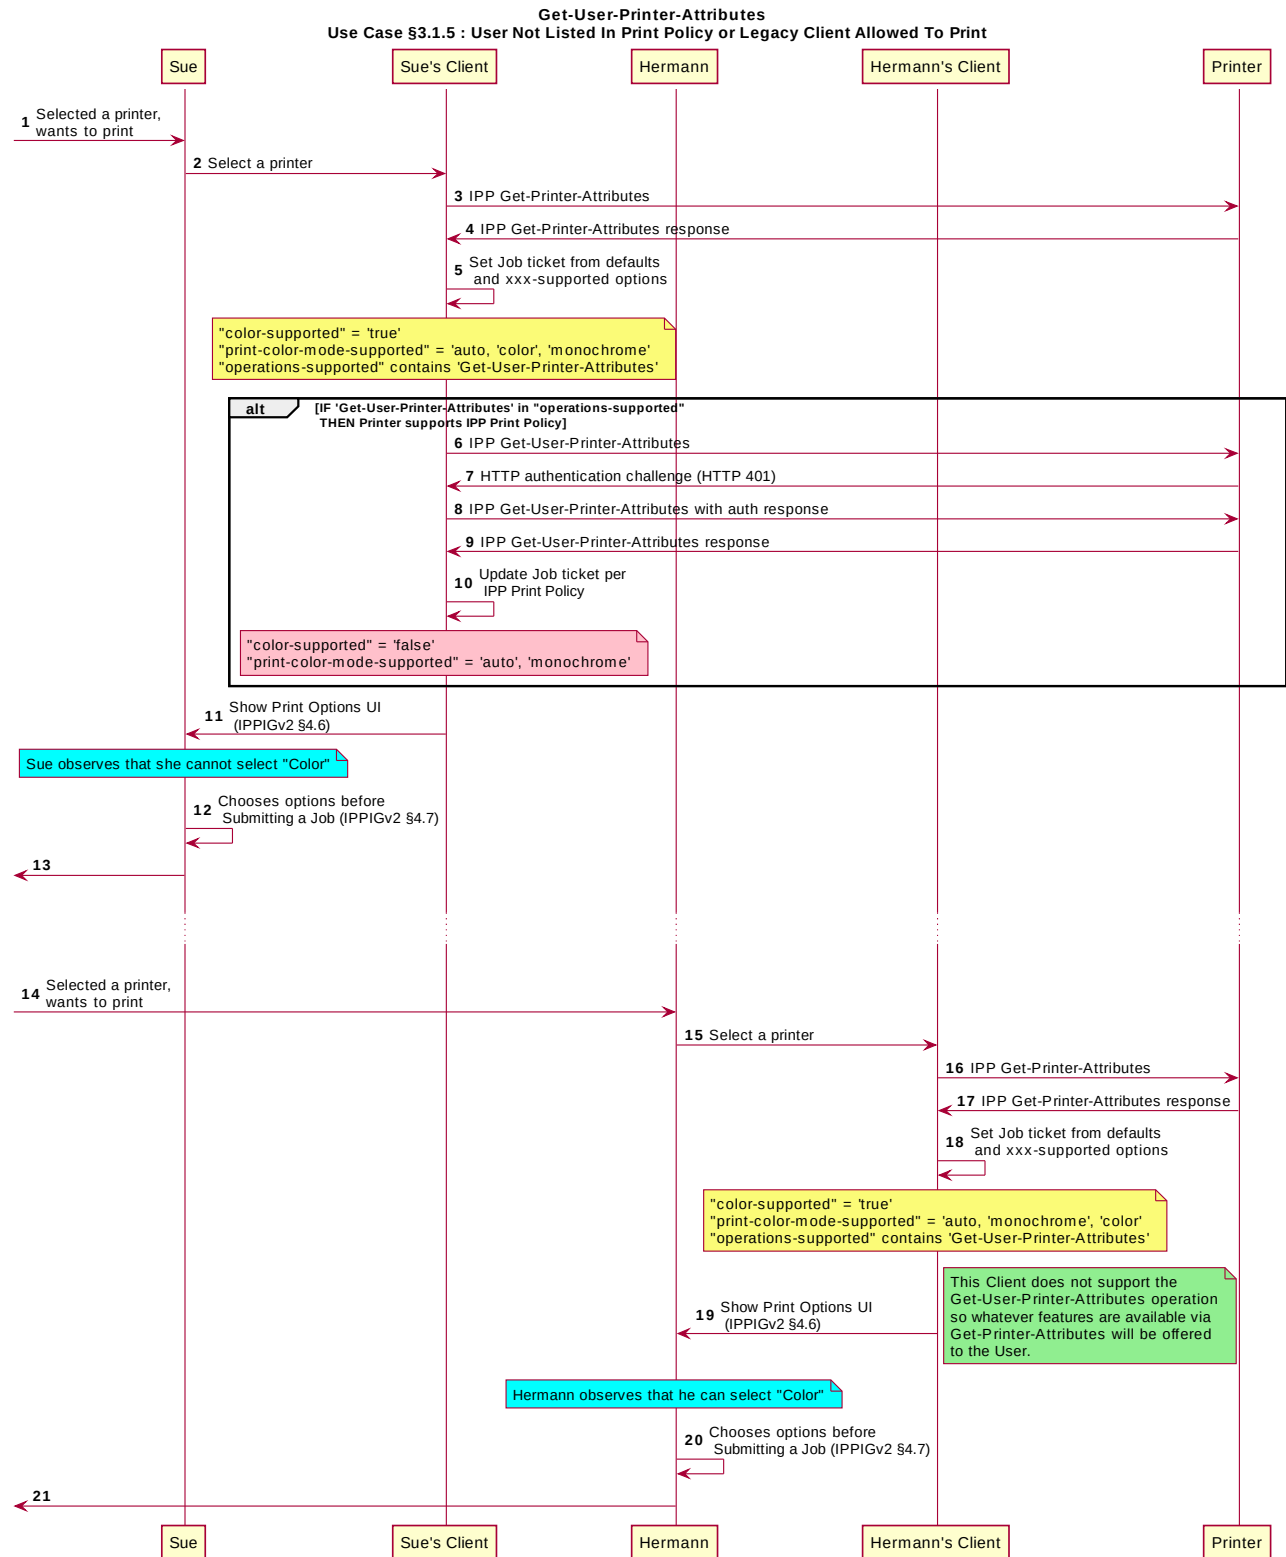 Get-User-Printer-Attributes
Use Case §3.1.5 : User Not Listed In Print Policy or Legacy Client Allowed To Print
Sue
Sue's Client
Hermann
Hermann's Client
Printer
1 Selected a printer,
wants to print
2 Select a printer
3 IPP Get-Printer-Attributes
4 IPP Get-Printer-Attributes response
5 Set Job ticket from defaults
and xxx-supported options
"color-supported" = 'true'
"print-color-mode-supported" = 'auto, 'color', 'monochrome'
"operations-supported" contains 'Get-User-Printer-Attributes'
alt [IF 'Get-User-Printer-Attributes' in "operations-supported"
THEN Printer supports IPP Print Policy]
6 IPP Get-User-Printer-Attributes
7 HTTP authentication challenge (HTTP 401)
8 IPP Get-User-Printer-Attributes with auth response
9 IPP Get-User-Printer-Attributes response
10 Update Job ticket per
IPP Print Policy
"color-supported" = 'false'
"print-color-mode-supported" = 'auto', 'monochrome'
11 Show Print Options UI
(IPPIGv2 §4.6)
Sue observes that she cannot select "Color"
12 Chooses options before
Submitting a Job (IPPIGv2 §4.7)
13
14 Selected a printer,
wants to print
15 Select a printer
16 IPP Get-Printer-Attributes
17 IPP Get-Printer-Attributes response
18 Set Job ticket from defaults
and xxx-supported options
"color-supported" = 'true'
"print-color-mode-supported" = 'auto, 'monochrome', 'color'
"operations-supported" contains 'Get-User-Printer-Attributes'
This Client does not support the
Get-User-Printer-Attributes operation
so whatever features are available via
Get-Printer-Attributes will be offered
to the User.
19 Show Print Options UI
(IPPIGv2 §4.6)
Hermann observes that he can select "Color"
20 Chooses options before
Submitting a Job (IPPIGv2 §4.7)
21
Sue
Sue's Client
Hermann
Hermann's Client
Printer